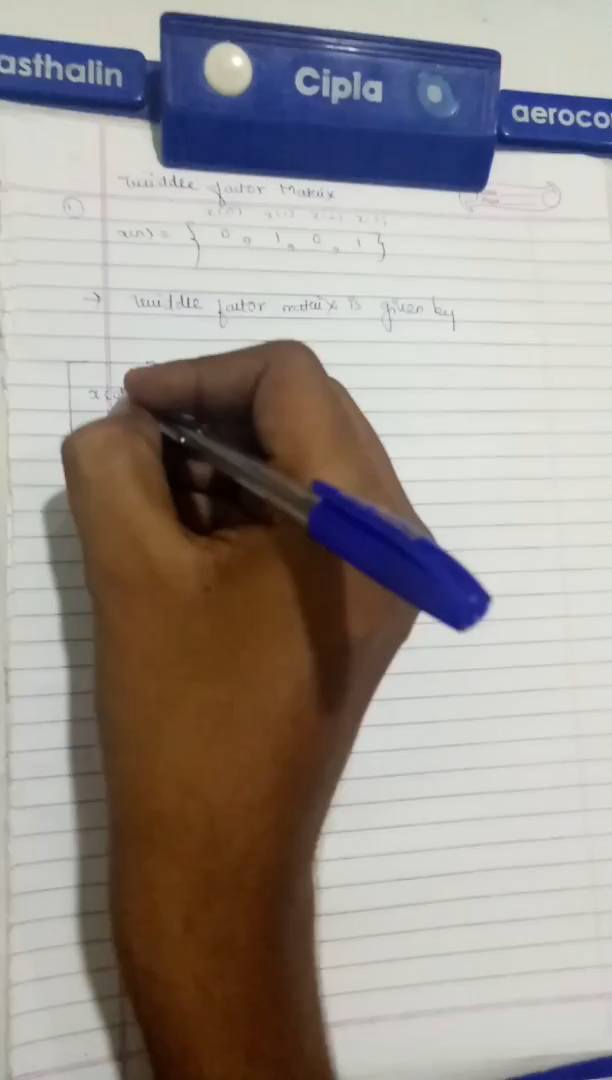 asthalin
Cipla
aeroco
Twiddle factor Matrix
x(0) x(1) x(2) x(3)
x(n) = { 0, 1, 0, 1 }
→ Twiddle factor matrix is given by